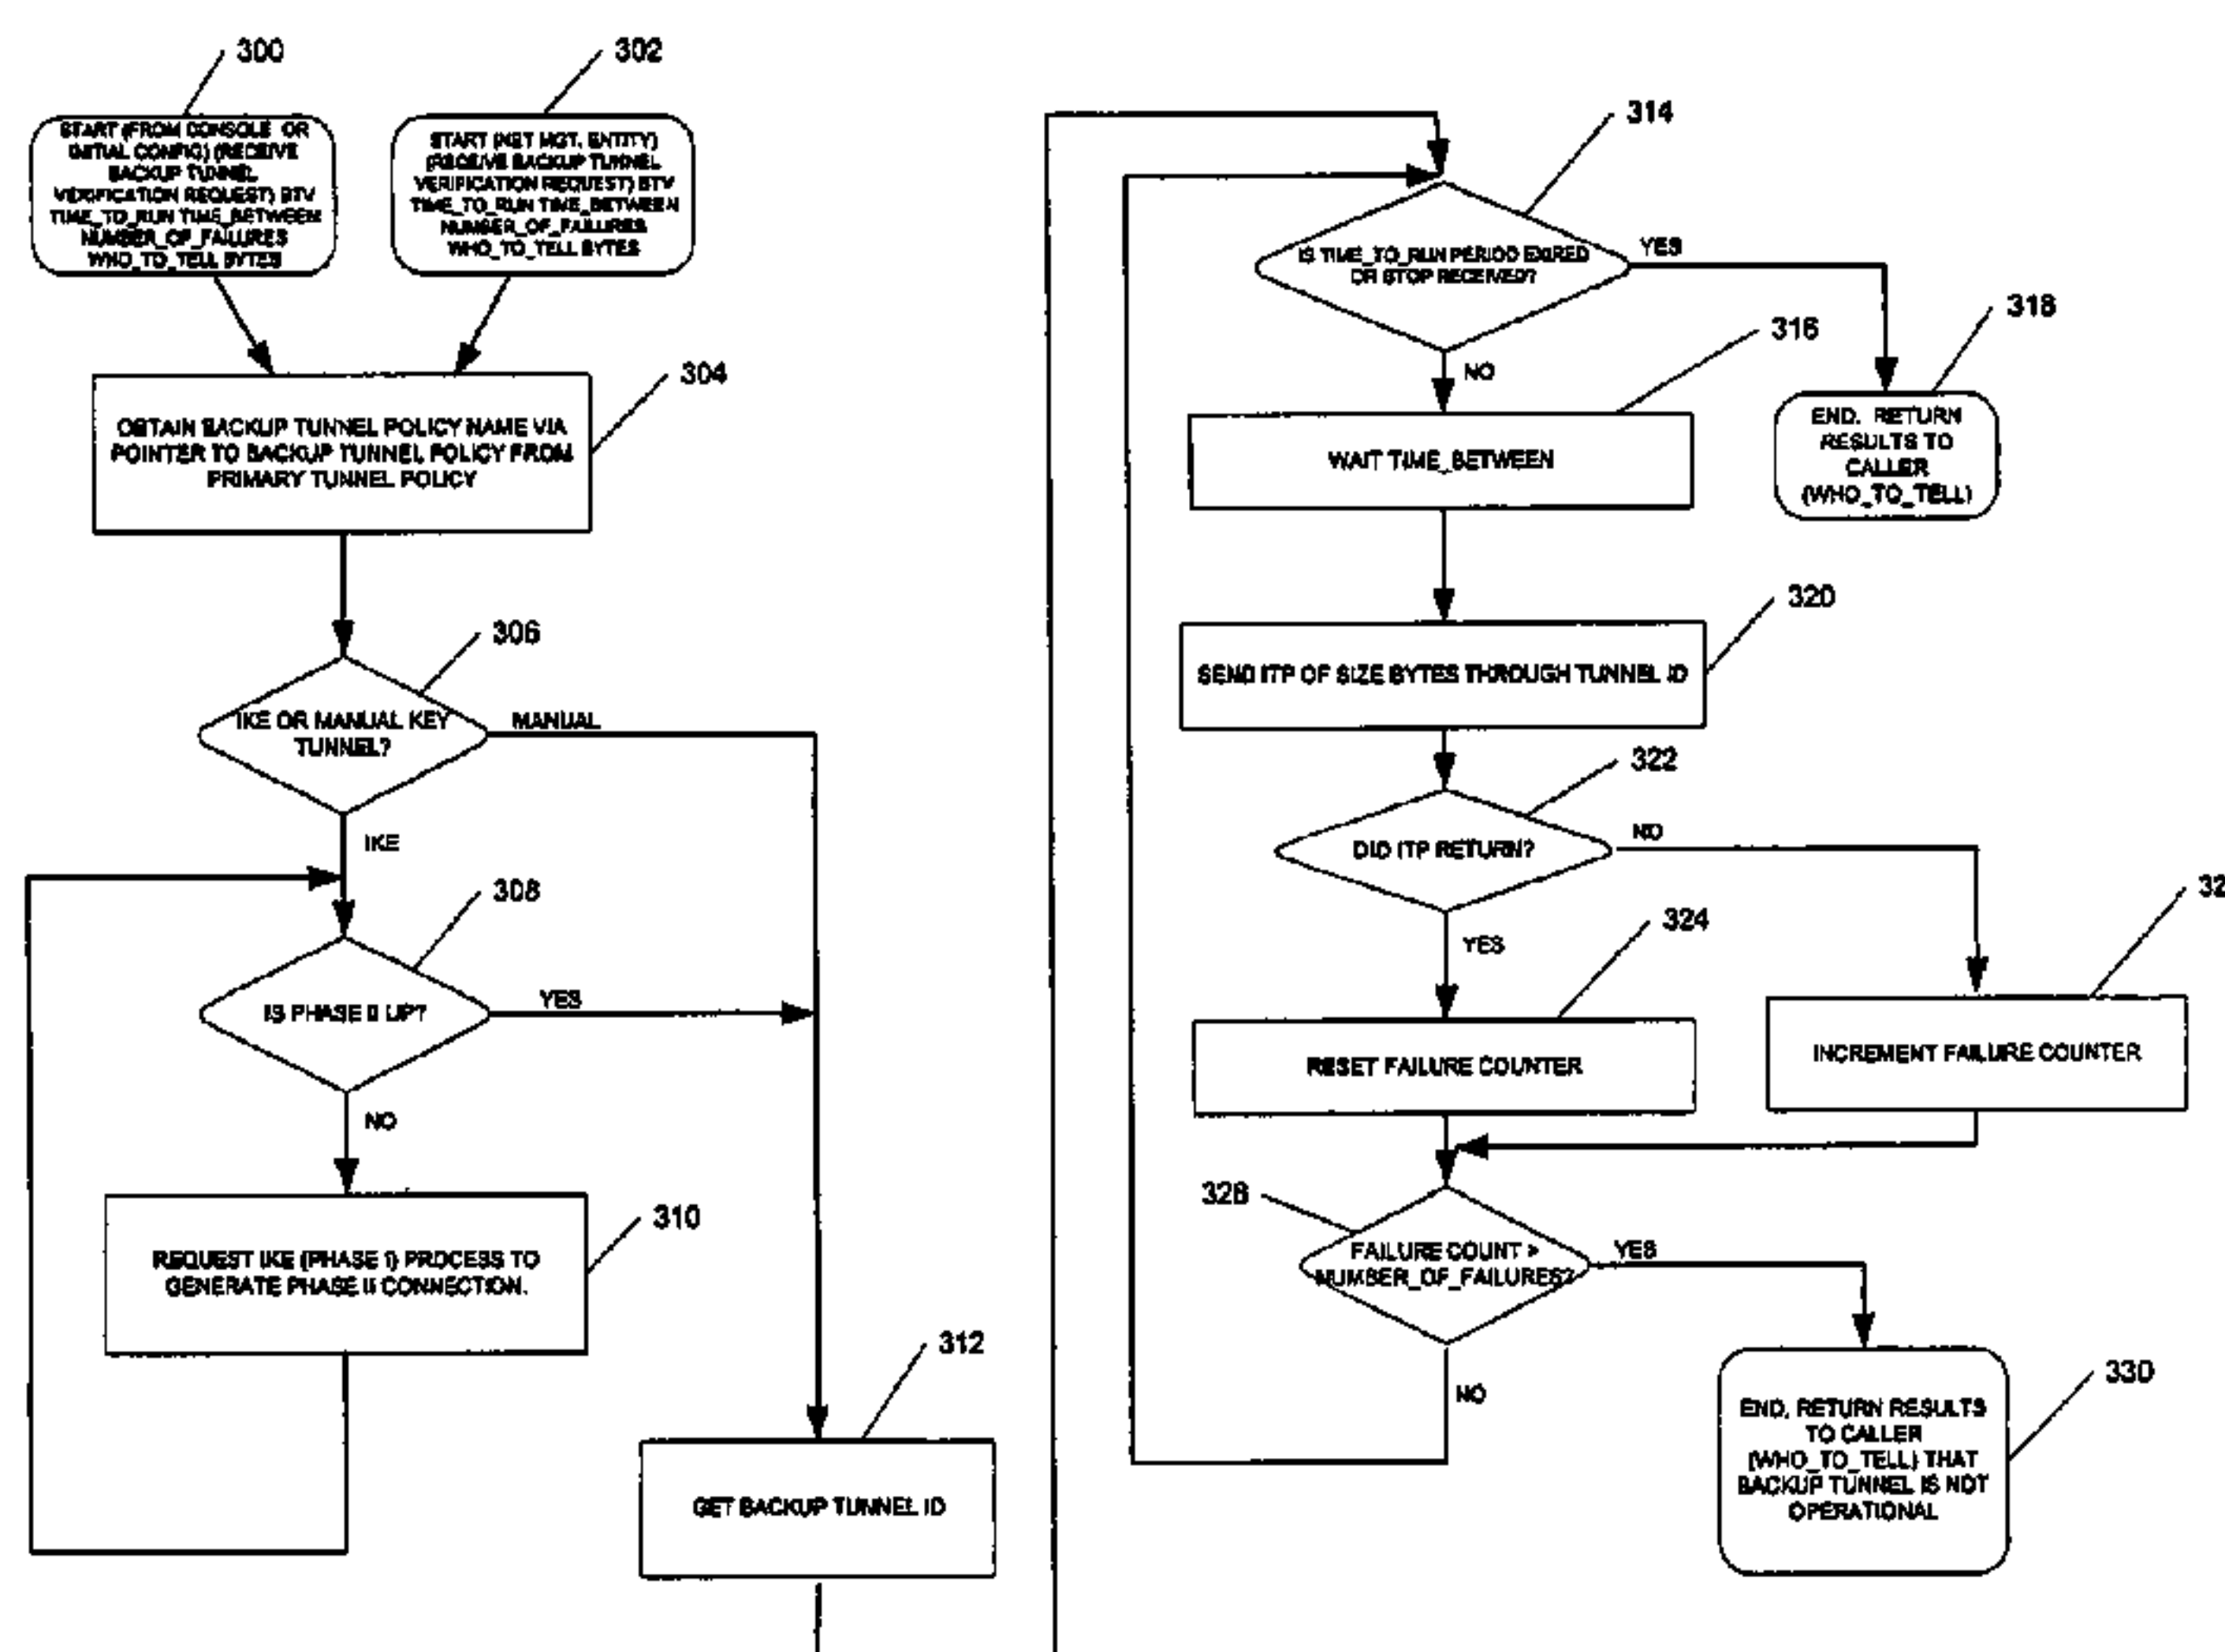 300
START (FROM CONSOLE OR
INITIAL CONFIG) (RECEIVE
BACKUP TUNNEL
VERIFICATION REQUEST) BTV
TIME_TO_RUN TIME_BETWEEN
NUMBER_OF_FAILURES
WHO_TO_TELL BYTES
302
START (NET MGT. ENTITY)
(RECEIVE BACKUP TUNNEL
VERIFICATION REQUEST) BTV
TIME_TO_RUN TIME_BETWEEN
NUMBER_OF_FAILURES
WHO_TO_TELL BYTES
304
OBTAIN BACKUP TUNNEL POLICY NAME VIA
POINTER TO BACKUP TUNNEL POLICY FROM
PRIMARY TUNNEL POLICY
306
IKE OR MANUAL KEY
TUNNEL?
MANUAL
IKE
308
IS PHASE II UP?
YES
NO
310
REQUEST IKE (PHASE I) PROCESS TO
GENERATE PHASE II CONNECTION.
312
GET BACKUP TUNNEL ID
314
IS TIME_TO_RUN PERIOD EXIRED
OR STOP RECEIVED?
YES
NO
316
WAIT TIME_BETWEEN
318
END. RETURN
RESULTS TO
CALLER
(WHO_TO_TELL)
320
SEND ITP OF SIZE BYTES THROUGH TUNNEL ID
322
DID ITP RETURN?
NO
YES
324
RESET FAILURE COUNTER
32
INCREMENT FAILURE COUNTER
328
FAILURE COUNT >
NUMBER_OF_FAILURES?
YES
NO
330
END, RETURN RESULTS
TO CALLER
(WHO_TO_TELL) THAT
BACKUP TUNNEL IS NOT
OPERATIONAL